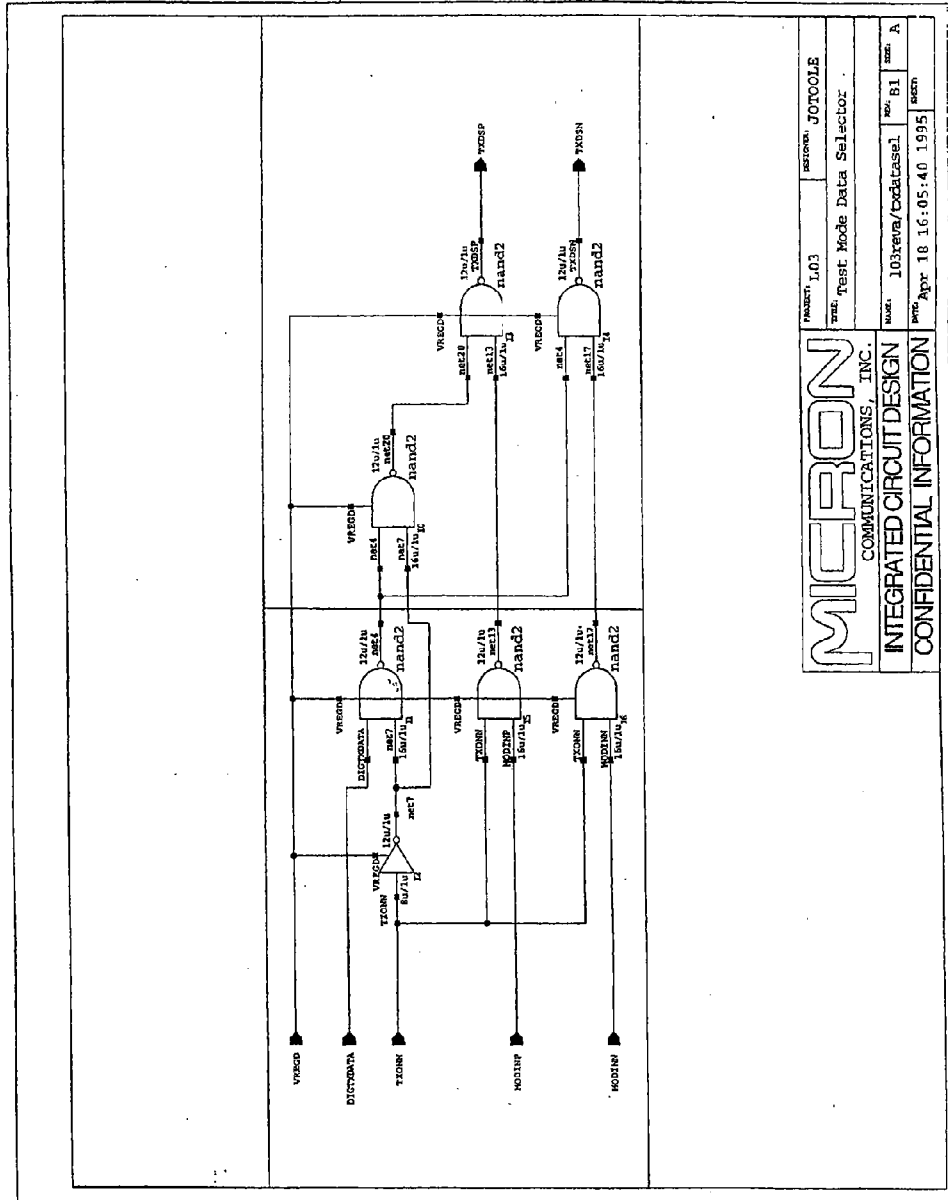 VREGD
DIGTXDATA
TXONN
MODINP
MODINN
TXONN
VREGD
12u/1u
8u/1u
I2
net7
VREGD
DIGTXDATA
net7
16u/1u
I1
12u/1u
net4
nand2
VREGD
TXONN
MODINP
16u/1u
I5
12u/1u
net13
nand2
VREGD
TXONN
MODINN
16u/1u
I6
12u/1u
net17
nand2
VREGD
net4
net7
16u/1u
I0
12u/1u
net20
nand2
VREGD
net20
net13
16u/1u
I3
12u/1u
TXDSP
nand2
VREGD
net4
net17
16u/1u
I4
12u/1u
TXDSN
nand2
TXDSP
TXDSN
MICRON
COMMUNICATIONS, INC.
INTEGRATED CIRCUIT DESIGN
CONFIDENTIAL INFORMATION
PROJECT: L03
DESIGNER: JOTOOLE
TITLE: Test Mode Data Selector
NAME: l03reva/txdatasel
REV: B1
SIZE: A
DATE: Apr 18 16:05:40 1995
SHEET: